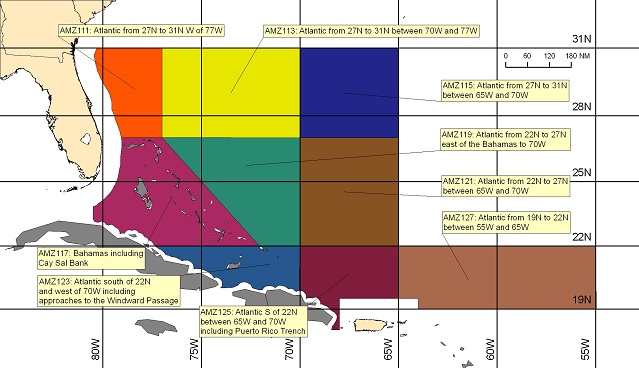 AMZ111: Atlantic from 27N to 31N W of 77W
AMZ113: Atlantic from 27N to 31N between 70W and 77W
31N
0 60 120 180 NM
AMZ115: Atlantic from 27N to 31N
between 65W and 70W
28N
AMZ119: Atlantic from 22N to 27N
east of the Bahamas to 70W
25N
AMZ121: Atlantic from 22N to 27N
between 65W and 70W
AMZ127: Atlantic from 19N to 22N
between 55W and 65W
22N
AMZ117: Bahamas including
Cay Sal Bank
AMZ123: Atlantic south of 22N
and west of 70W including
approaches to the Windward Passage
19N
AMZ125: Atlantic S of 22N
between 65W and 70W
including Puerto Rico Trench
80W
75W
70W
65W
60W
55W